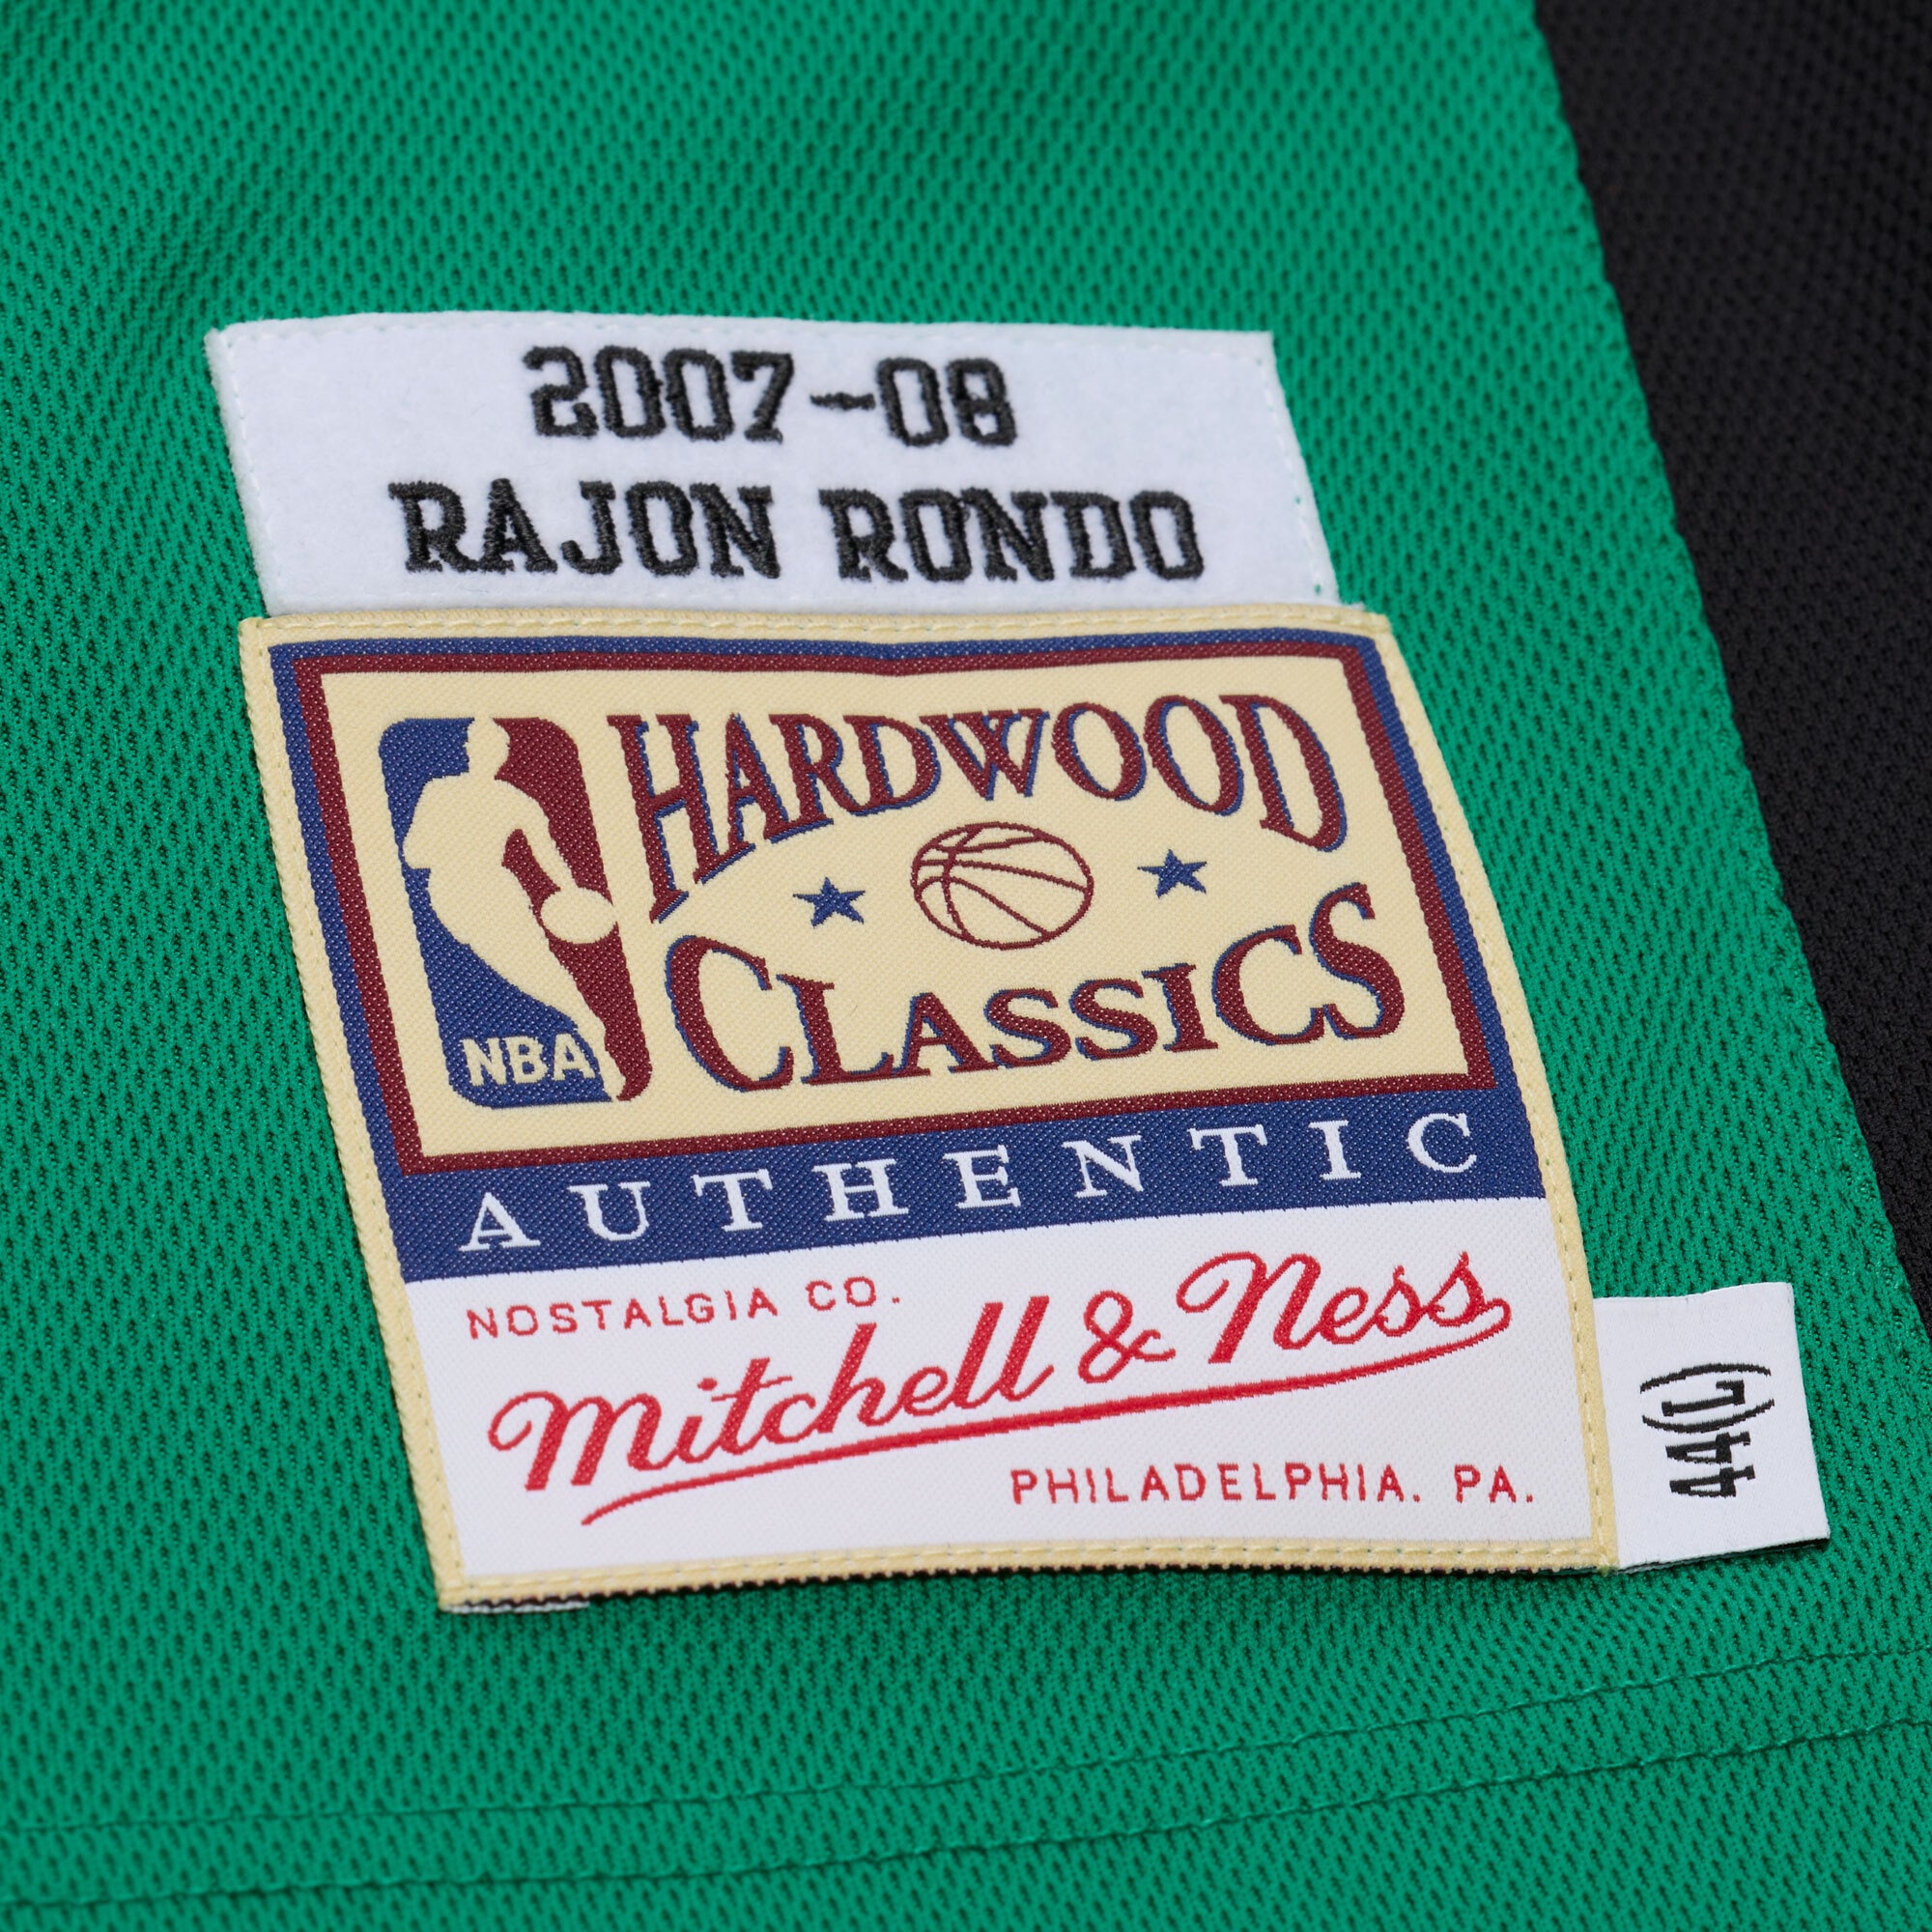 2007-08
RAJON RONDO
HARDWOOD
CLASSICS
NBA
AUTHENTIC
NOSTALGIA CO.
Mitchell & Ness
PHILADELPHIA. PA.
44(L)